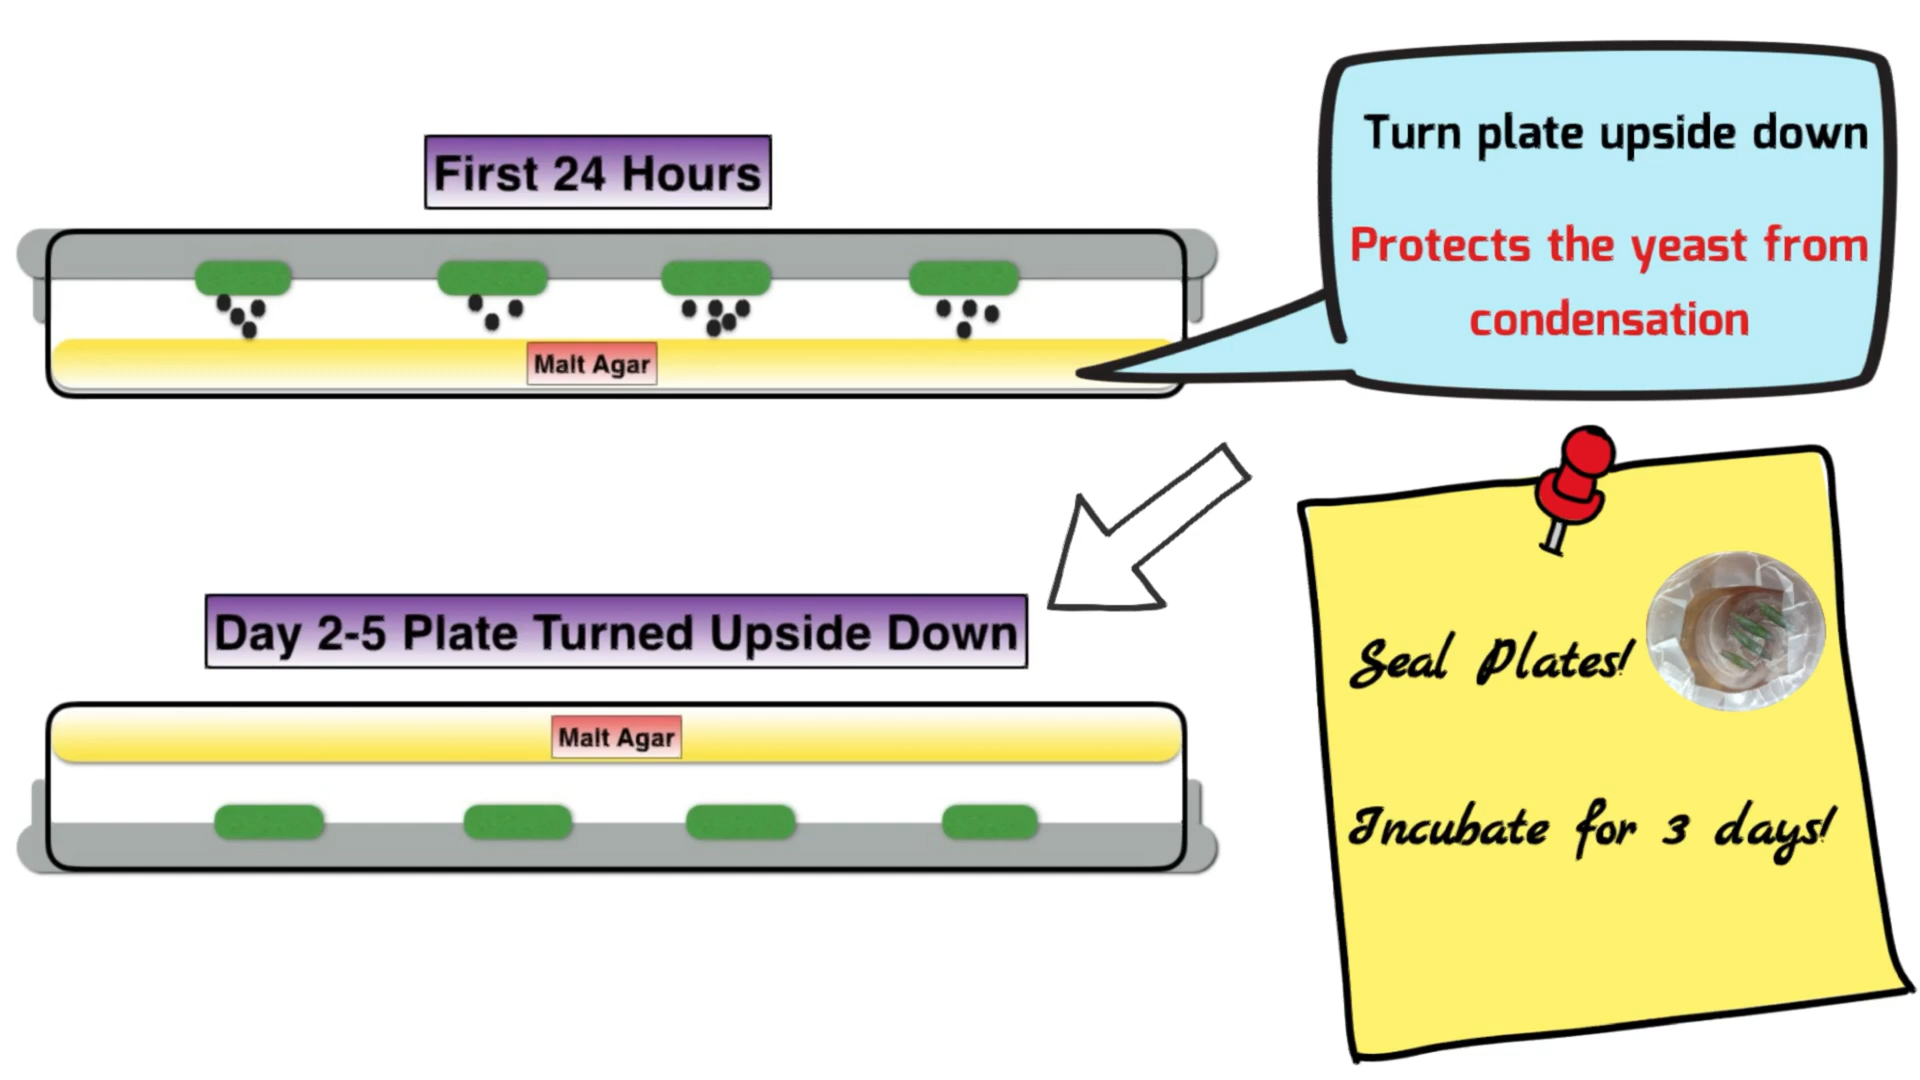 First 24 Hours
Malt Agar
Turn plate upside down
Protects the yeast from
condensation
Day 2-5 Plate Turned Upside Down
Malt Agar
Seal Plates!
Incubate for 3 days!